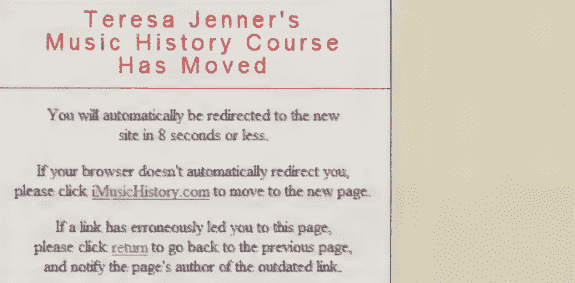 Teresa Jenner's
Music History Course
Has Moved
You will automatically be redirected to the new
site in 8 seconds or less.
If your browser doesn't automatically redirect you,
please click iMusicHistory.com to move to the new page.
If a link has erroneously led you to this page,
please click return to go back to the previous page,
and notify the page's author of the outdated link.